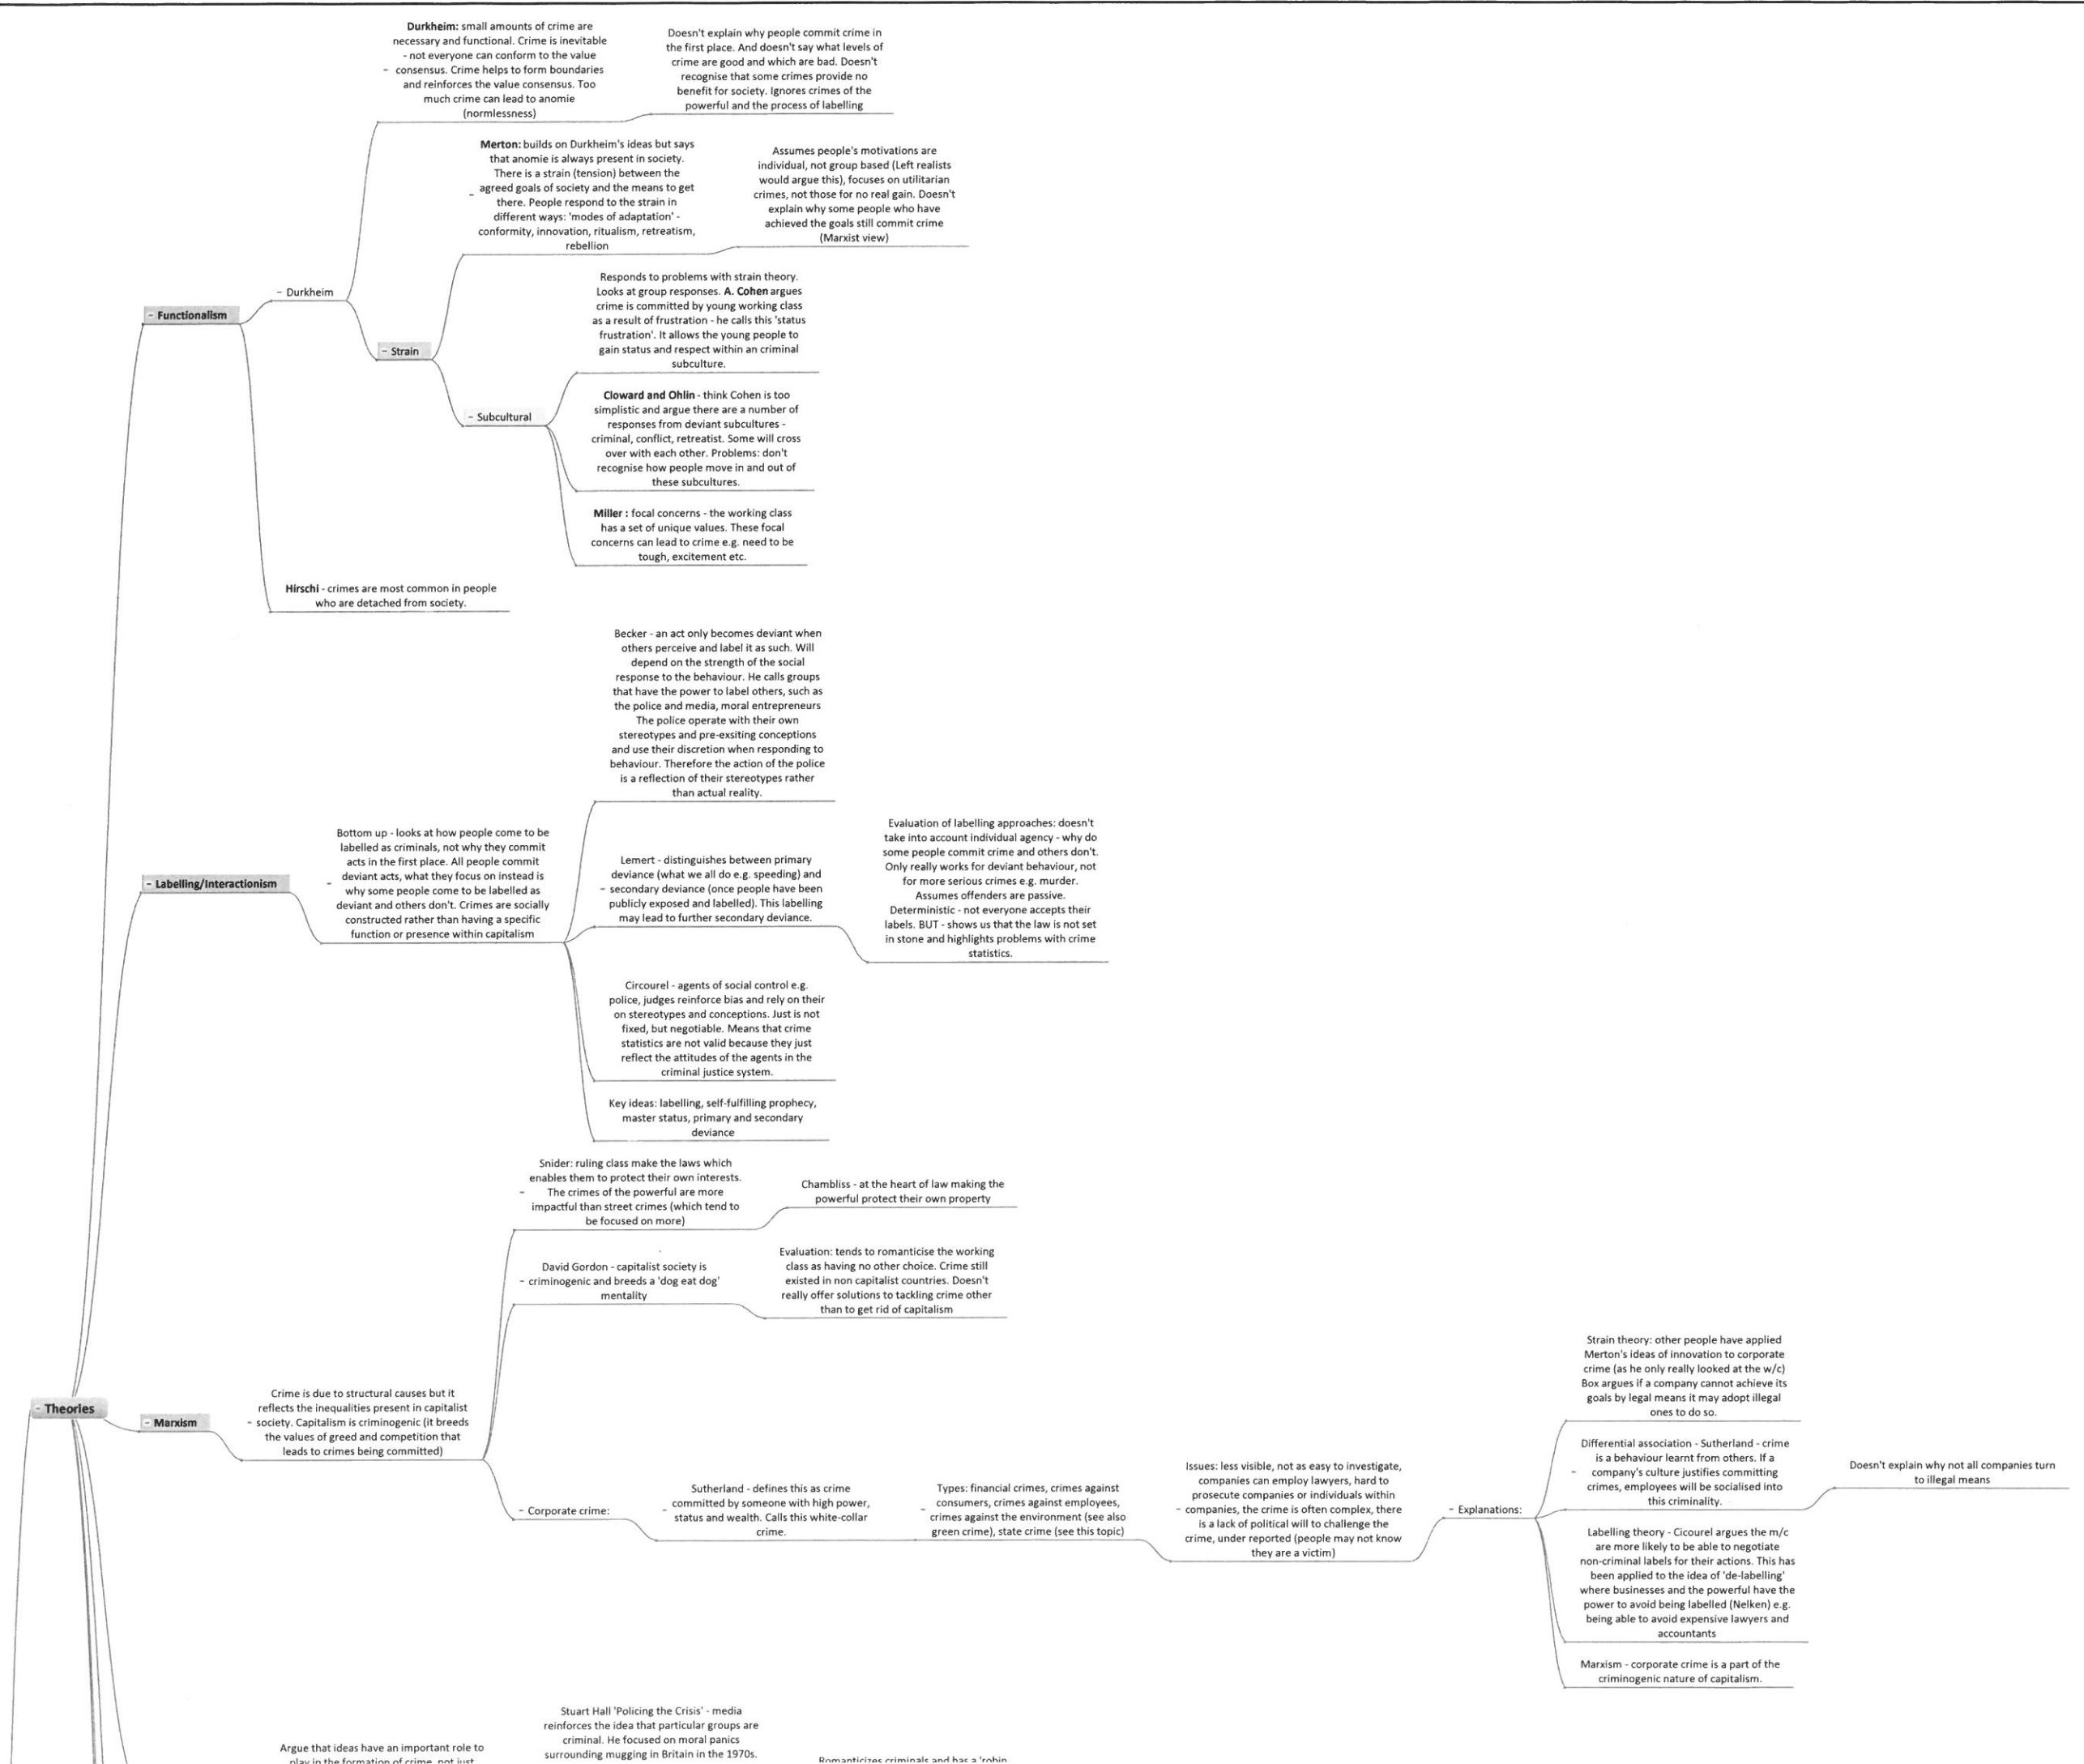 Durkheim: small amounts of crime are
necessary and functional. Crime is inevitable
- not everyone can conform to the value
- consensus. Crime helps to form boundaries
and reinforces the value consensus. Too
much crime can lead to anomie
(normlessness)
Doesn't explain why people commit crime in
the first place. And doesn't say what levels of
crime are good and which are bad. Doesn't
recognise that some crimes provide no
benefit for society. Ignores crimes of the
powerful and the process of labelling
Merton: builds on Durkheim's ideas but says
that anomie is always present in society.
There is a strain (tension) between the
- agreed goals of society and the means to get
there. People respond to the strain in
different ways: 'modes of adaptation' -
conformity, innovation, ritualism, retreatism,
rebellion
Assumes people's motivations are
individual, not group based (Left realists
would argue this), focuses on utilitarian
crimes, not those for no real gain. Doesn't
explain why some people who have
achieved the goals still commit crime
(Marxist view)
- Durkheim
- Functionalism
- Strain
Responds to problems with strain theory.
Looks at group responses. A. Cohen argues
crime is committed by young working class
as a result of frustration - he calls this 'status
frustration'. It allows the young people to
gain status and respect within an criminal
subculture.
- Subcultural
Cloward and Ohlin - think Cohen is too
simplistic and argue there are a number of
responses from deviant subcultures -
criminal, conflict, retreatist. Some will cross
over with each other. Problems: don't
recognise how people move in and out of
these subcultures.
Miller : focal concerns - the working class
has a set of unique values. These focal
concerns can lead to crime e.g. need to be
tough, excitement etc.
Hirschi - crimes are most common in people
who are detached from society.
Becker - an act only becomes deviant when
others perceive and label it as such. Will
depend on the strength of the social
response to the behaviour. He calls groups
that have the power to label others, such as
the police and media, moral entrepreneurs
The police operate with their own
stereotypes and pre-exsiting conceptions
and use their discretion when responding to
behaviour. Therefore the action of the police
is a reflection of their stereotypes rather
than actual reality.
- Labelling/Interactionism
Bottom up - looks at how people come to be
labelled as criminals, not why they commit
acts in the first place. All people commit
- deviant acts, what they focus on instead is
why some people come to be labelled as
deviant and others don't. Crimes are socially
constructed rather than having a specific
function or presence within capitalism
Lemert - distinguishes between primary
deviance (what we all do e.g. speeding) and
- secondary deviance (once people have been
publicly exposed and labelled). This labelling
may lead to further secondary deviance.
Evaluation of labelling approaches: doesn't
take into account individual agency - why do
some people commit crime and others don't.
Only really works for deviant behaviour, not
for more serious crimes e.g. murder.
Assumes offenders are passive.
Deterministic - not everyone accepts their
labels. BUT - shows us that the law is not set
in stone and highlights problems with crime
statistics.
Circourel - agents of social control e.g.
police, judges reinforce bias and rely on their
on stereotypes and conceptions. Just is not
fixed, but negotiable. Means that crime
statistics are not valid because they just
reflect the attitudes of the agents in the
criminal justice system.
Key ideas: labelling, self-fulfilling prophecy,
master status, primary and secondary
deviance
Snider: ruling class make the laws which
enables them to protect their own interests.
- The crimes of the powerful are more
impactful than street crimes (which tend to
be focused on more)
Chambliss - at the heart of law making the
powerful protect their own property
David Gordon - capitalist society is
- criminogenic and breeds a 'dog eat dog'
mentality
Evaluation: tends to romanticise the working
class as having no other choice. Crime still
existed in non capitalist countries. Doesn't
really offer solutions to tackling crime other
than to get rid of capitalism
- Theories
- Marxism
Crime is due to structural causes but it
reflects the inequalities present in capitalist
- society. Capitalism is criminogenic (it breeds
the values of greed and competition that
leads to crimes being committed)
- Corporate crime:
Sutherland - defines this as crime
committed by someone with high power,
- status and wealth. Calls this white-collar
crime.
Types: financial crimes, crimes against
consumers, crimes against employees,
- crimes against the environment (see also
green crime), state crime (see this topic)
Issues: less visible, not as easy to investigate,
companies can employ lawyers, hard to
prosecute companies or individuals within
- companies, the crime is often complex, there
is a lack of political will to challenge the
crime, under reported (people may not know
they are a victim)
- Explanations:
Strain theory: other people have applied
Merton's ideas of innovation to corporate
crime (as he only really looked at the w/c)
Box argues if a company cannot achieve its
goals by legal means it may adopt illegal
ones to do so.
Differential association - Sutherland - crime
is a behaviour learnt from others. If a
- company's culture justifies committing
crimes, employees will be socialised into
this criminality.
Doesn't explain why not all companies turn
to illegal means
Labelling theory - Cicourel argues the m/c
are more likely to be able to negotiate
non-criminal labels for their actions. This has
been applied to the idea of 'de-labelling'
where businesses and the powerful have the
power to avoid being labelled (Nelken) e.g.
being able to avoid expensive lawyers and
accountants
Marxism - corporate crime is a part of the
criminogenic nature of capitalism.
Stuart Hall 'Policing the Crisis' - media
reinforces the idea that particular groups are
criminal. He focused on moral panics
surrounding mugging in Britain in the 1970s.
Argue that ideas have an important role to
play in the formation of crime, not just
Romanticizes criminals and has a 'robin